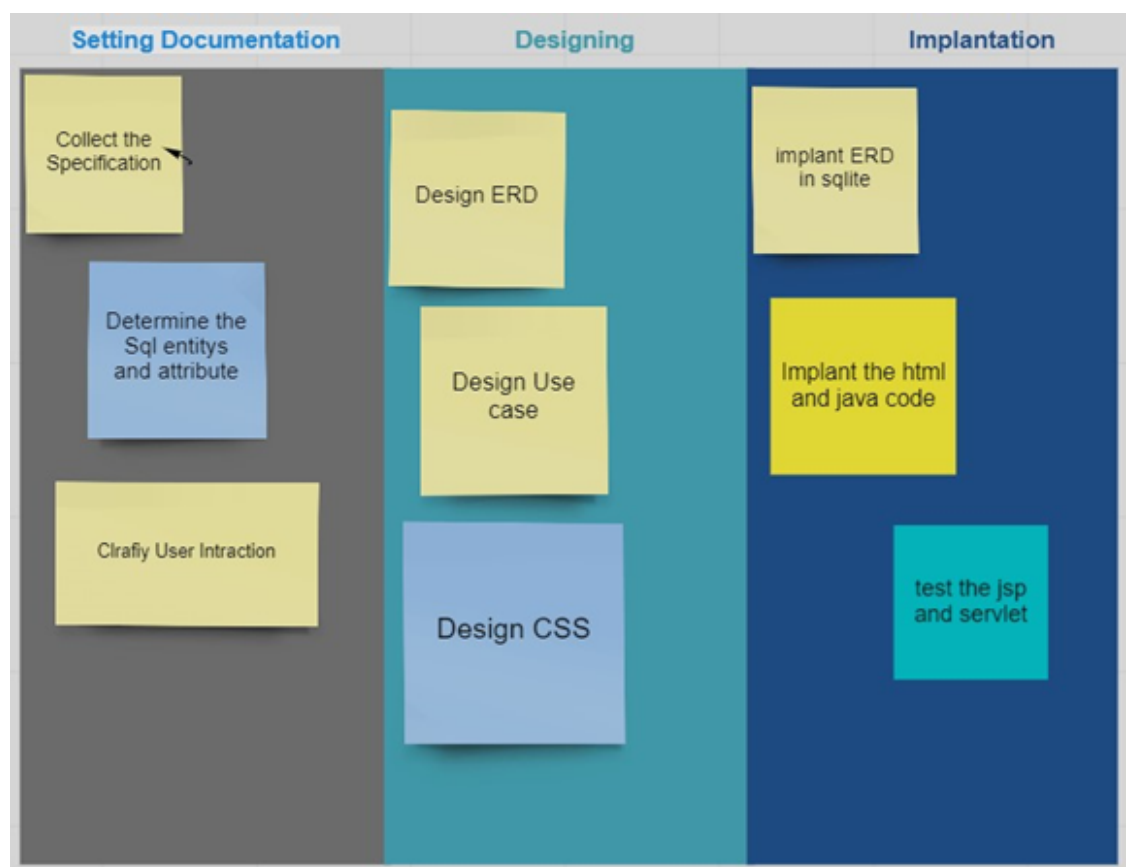 Setting Documentation
Designing
Implantation
Collect the
Specification
Determine the
Sql entitys
and attribute
Clrafiy User Intraction
Design ERD
Design Use
case
Design CSS
implant ERD
in sqlite
Implant the html
and java code
test the jsp
and servlet